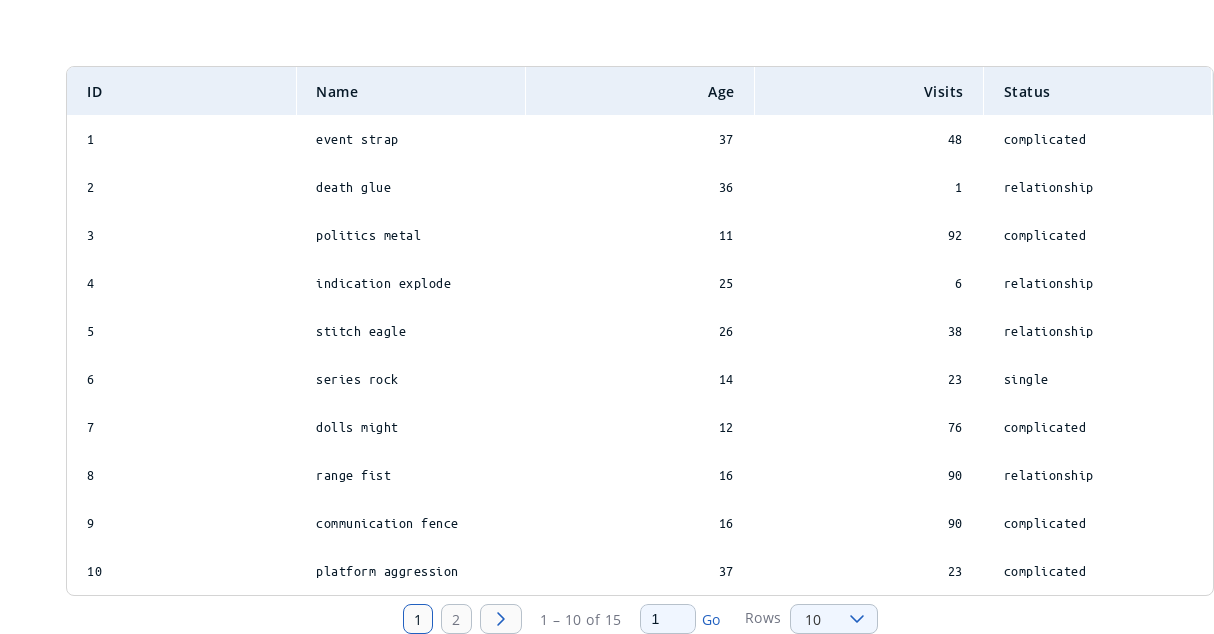 ID Name Age Visits Status
1 event strap 37 48 complicated
2 death glue 36 1 relationship
3 politics metal 11 92 complicated
4 indication explode 25 6 relationship
5 stitch eagle 26 38 relationship
6 series rock 14 23 single
7 dolls might 12 76 complicated
8 range fist 16 90 relationship
9 communication fence 16 90 complicated
10 platform aggression 37 23 complicated
1 2 1 – 10 of 15 1 Go Rows 10